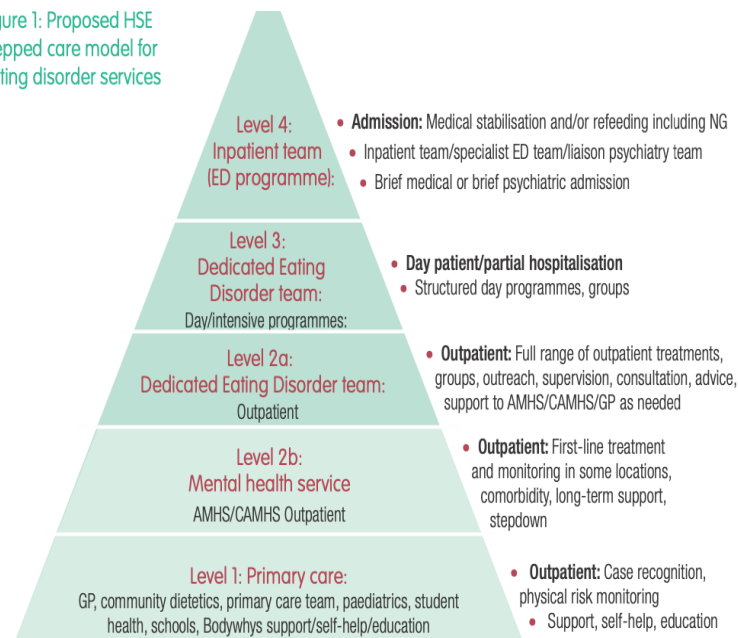 gure 1: Proposed HSE
epped care model for
ting disorder services
Level 4:
Inpatient team
(ED programme):
• Admission: Medical stabilisation and/or refeeding including NG
• Inpatient team/specialist ED team/liaison psychiatry team
• Brief medical or brief psychiatric admission
Level 3:
Dedicated Eating
Disorder team:
Day/intensive programmes:
• Day patient/partial hospitalisation
• Structured day programmes, groups
Level 2a:
Dedicated Eating Disorder team:
Outpatient
• Outpatient: Full range of outpatient treatments,
groups, outreach, supervision, consultation, advice,
support to AMHS/CAMHS/GP as needed
Level 2b:
Mental health service
AMHS/CAMHS Outpatient
• Outpatient: First-line treatment
and monitoring in some locations,
comorbidity, long-term support,
stepdown
Level 1: Primary care:
GP, community dietetics, primary care team, paediatrics, student
health, schools, Bodywhys support/self-help/education
• Outpatient: Case recognition,
physical risk monitoring
• Support, self-help, education